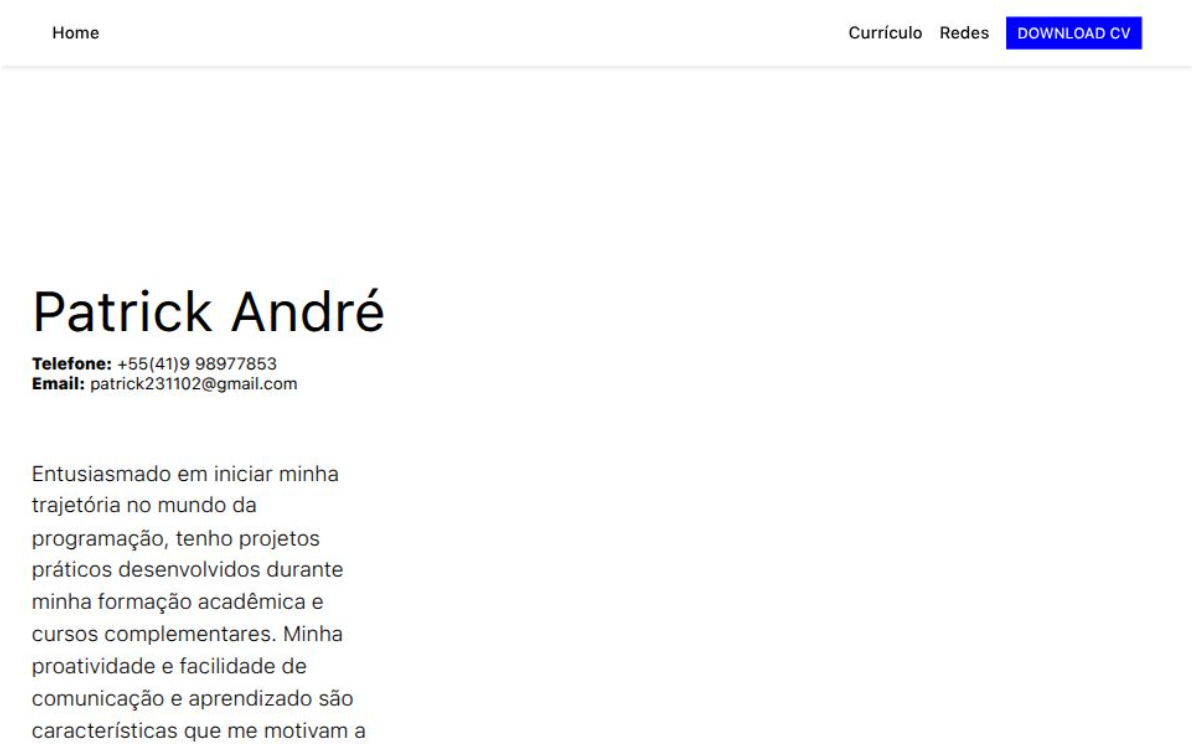 Home
Currículo Redes DOWNLOAD CV
Patrick André
Telefone: +55(41)9 98977853
Email: patrick231102@gmail.com
Entusiasmado em iniciar minha
trajetória no mundo da
programação, tenho projetos
práticos desenvolvidos durante
minha formação acadêmica e
cursos complementares. Minha
proatividade e facilidade de
comunicação e aprendizado são
características que me motivam a